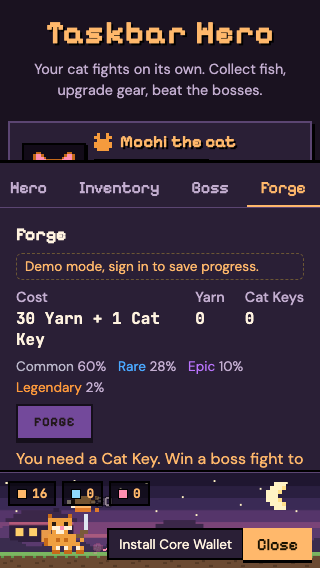 Taskbar Hero
Your cat fights on its own. Collect fish,
upgrade gear, beat the bosses.
Mochi the cat
Hero Inventory Boss Forge
Forge
Demo mode, sign in to save progress.
Cost Yarn Cat Keys
30 Yarn + 1 Cat Key 0 0
Common 60% Rare 28% Epic 10%
Legendary 2%
FORGE
You need a Cat Key. Win a boss fight to
16 0 0
Install Core Wallet Close